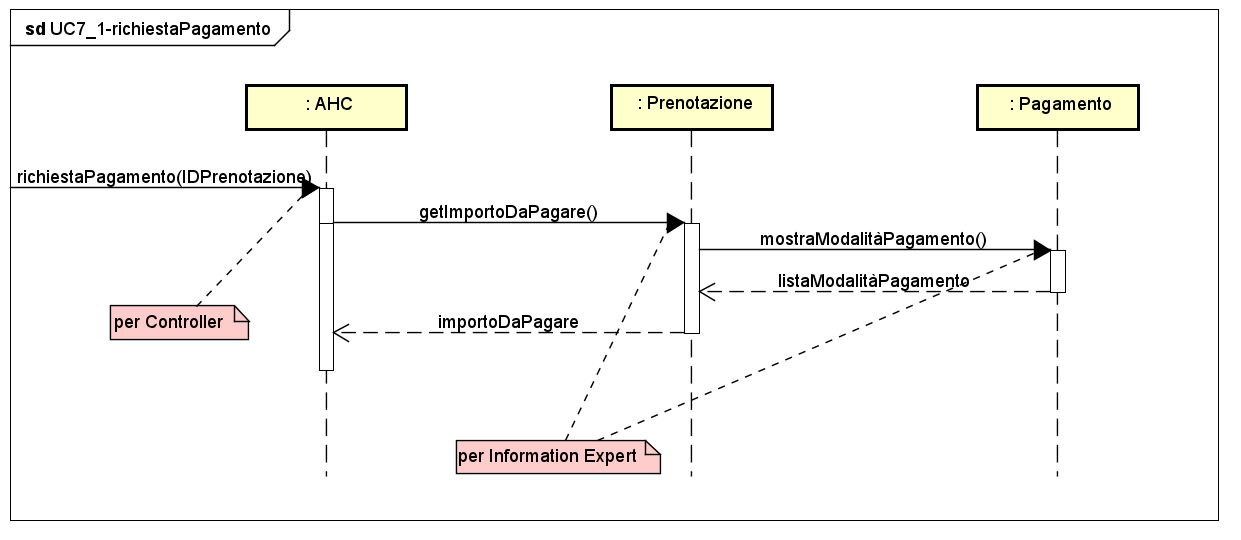 sd UC7_1-richiestaPagamento
: AHC
: Prenotazione
: Pagamento
richiestaPagamento(IDPrenotazione)
getImportoDaPagare()
mostraModalitàPagamento()
listaModalitàPagamento
importoDaPagare
per Controller
per Information Expert